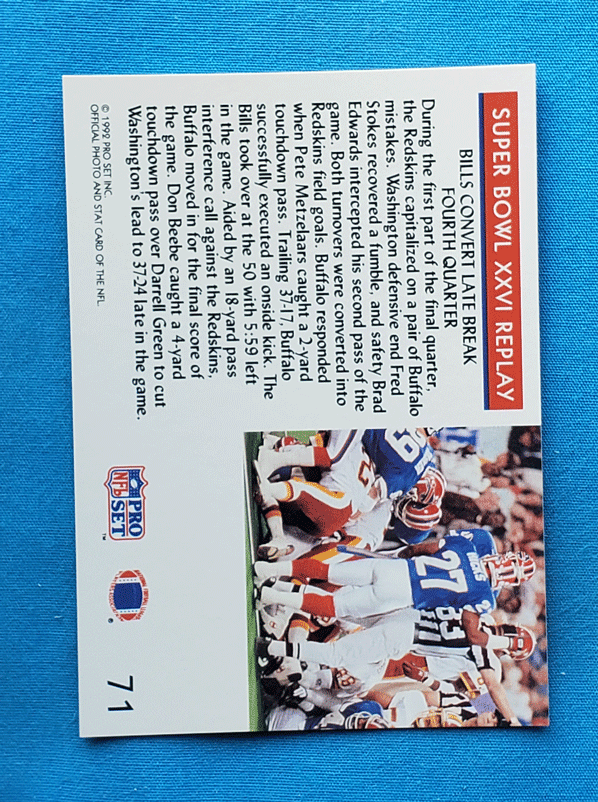 SUPER BOWL XXVI REPLAY
BILLS CONVERT LATE BREAK
FOURTH QUARTER
During the first part of the final quarter,
the Redskins capitalized on a pair of Buffalo
mistakes. Washington defensive end Fred
Stokes recovered a fumble, and safety Brad
Edwards intercepted his second pass of the
game. Both turnovers were converted into
Redskins field goals. Buffalo responded
when Pete Metzelaars caught a 2-yard
touchdown pass. Trailing 37-17, Buffalo
successfully executed an onside kick. The
Bills took over at the 50 with 5:59 left
in the game. Aided by an 18-yard pass
interference call against the Redskins,
Buffalo moved in for the final score of
the game. Don Beebe caught a 4-yard
touchdown pass over Darrell Green to cut
Washington's lead to 37-24 late in the game.
© 1992 PRO SET INC.
OFFICIAL PHOTO AND STAT CARD OF THE NFL.
PRO
NFL SET™
®
71
27
83